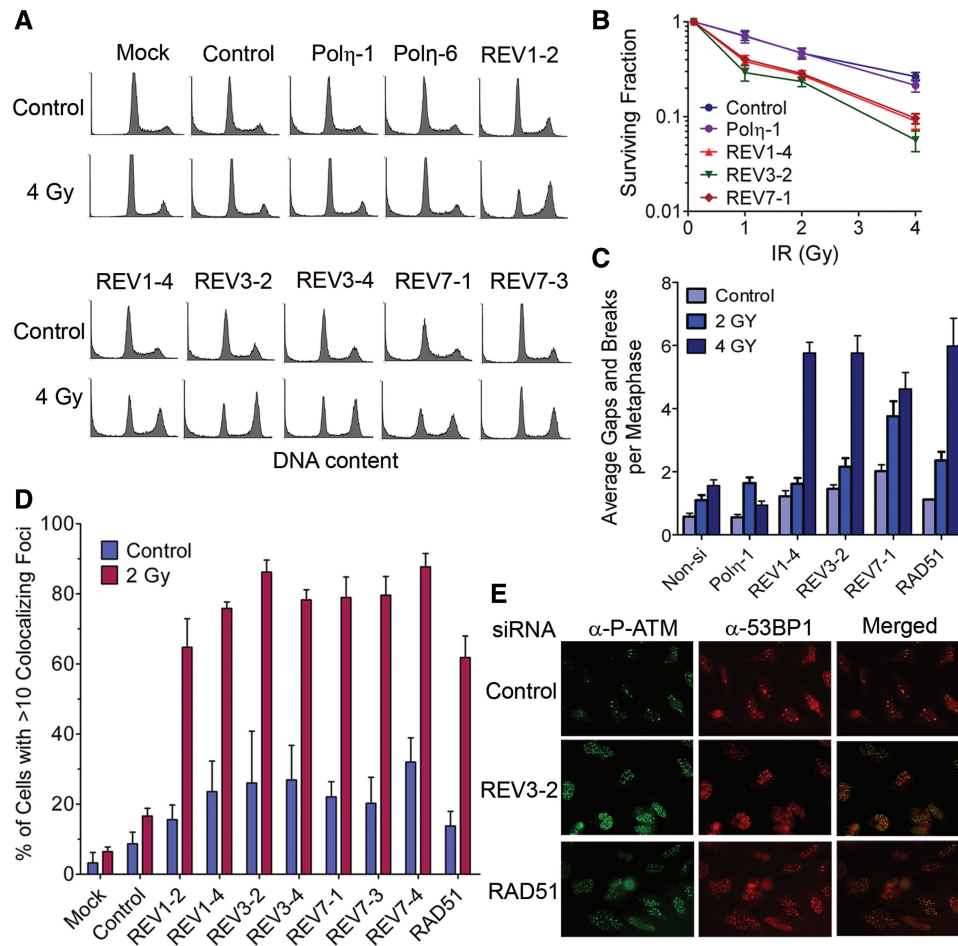 A
Mock Control Polη-1 Polη-6 REV1-2
Control
4 Gy
REV1-4 REV3-2 REV3-4 REV7-1 REV7-3
Control
4 Gy
DNA content
B
Surviving Fraction
1
0.1
0.01
Control
Polη-1
REV1-4
REV3-2
REV7-1
0 1 2 3 4
IR (Gy)
C
Average Gaps and Breaks
per Metaphase
8
6
4
2
0
Control
2 GY
4 GY
Non-si Polη-1 REV1-4 REV3-2 REV7-1 RAD51
D
% of Cells with >10 Colocalizing Foci
100
80
60
40
20
0
Control
2 Gy
Mock Control REV1-2 REV1-4 REV3-2 REV3-4 REV7-1 REV7-3 REV7-4 RAD51
E
siRNA α-P-ATM α-53BP1 Merged
Control
REV3-2
RAD51